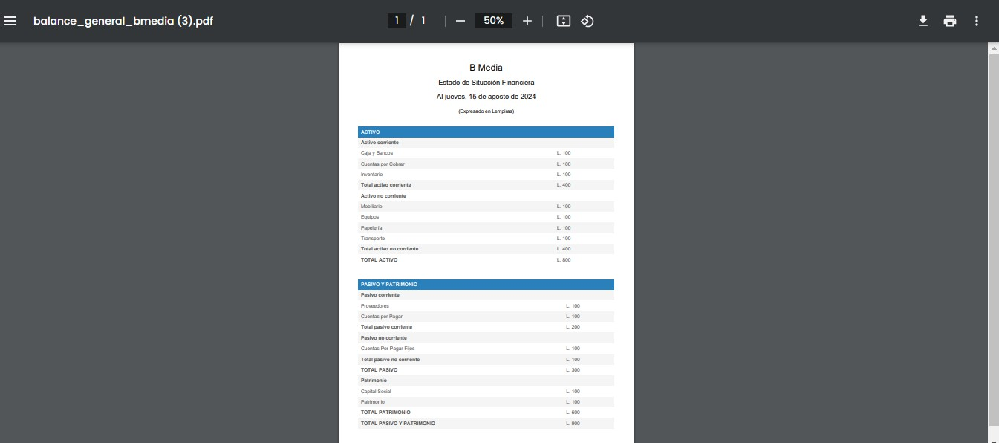 balance_general_bmedia (3).pdf 1 / 1 50%
B Media
Estado de Situación Financiera
Al jueves, 15 de agosto de 2024
(Expresado en Lempiras)
ACTIVO
Activo corriente
Caja y Bancos L. 100
Cuentas por Cobrar L. 100
Inventario L. 100
Total activo corriente L. 400
Activo no corriente
Mobiliario L. 100
Equipos L. 100
Papelería L. 100
Transporte L. 100
Total activo no corriente L. 400
TOTAL ACTIVO L. 800
PASIVO Y PATRIMONIO
Pasivo corriente
Proveedores L. 100
Cuentas por Pagar L. 100
Total pasivo corriente L. 200
Pasivo no corriente
Cuentas Por Pagar Fijos L. 100
Total pasivo no corriente L. 100
TOTAL PASIVO L. 300
Patrimonio
Capital Social L. 100
Patrimonio L. 100
TOTAL PATRIMONIO L. 600
TOTAL PASIVO Y PATRIMONIO L. 900